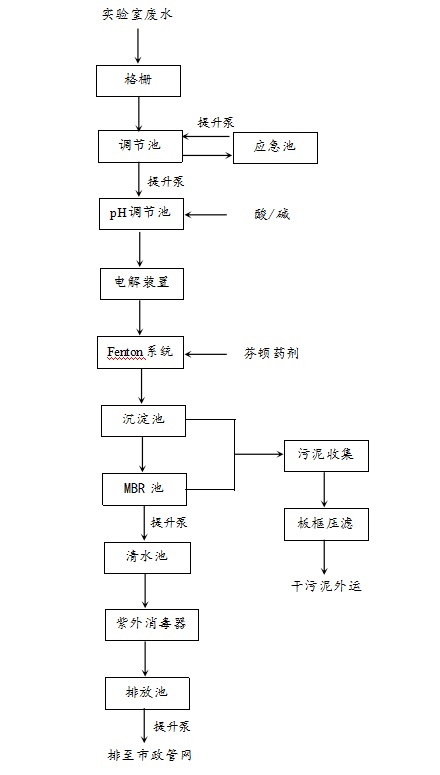 实验室废水
格栅
提升泵
调节池
应急池
提升泵
pH调节池
酸/碱
电解装置
Fenton系统
芬顿药剂
沉淀池
污泥收集
MBR 池
提升泵
板框压滤
清水池
干污泥外运
紫外消毒器
排放池
提升泵
排至市政管网